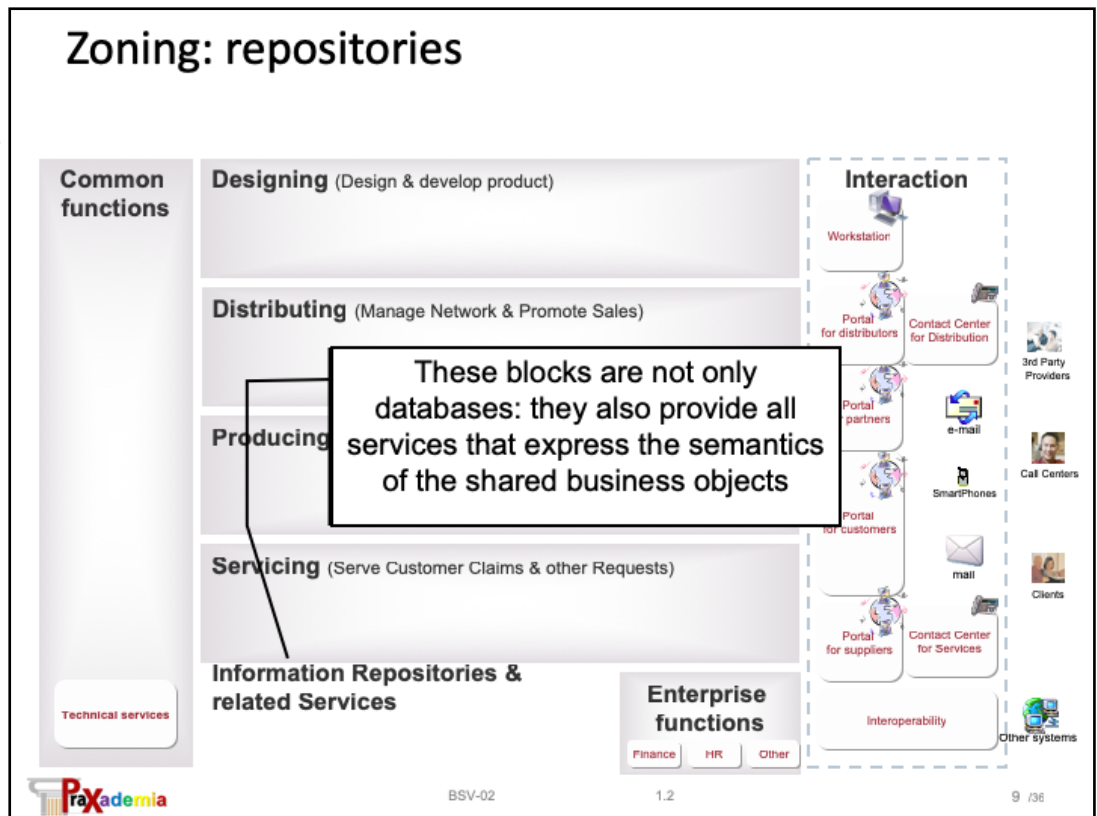 Zoning: repositories
Common
functions
Technical services
Designing (Design & develop product)
Distributing (Manage Network & Promote Sales)
Producing
Servicing (Serve Customer Claims & other Requests)
These blocks are not only
databases: they also provide all
services that express the semantics
of the shared business objects
Information Repositories &
related Services
Enterprise
functions
Finance
HR
Other
Interaction
Workstation
Portal
for distributors
Contact Center
for Distribution
Portal
partners
e-mail
SmartPhones
Portal
for customers
mail
Portal
for suppliers
Contact Center
for Services
Interoperability
3rd Party
Providers
Call Centers
Clients
Other systems
PraXademia
BSV-02
1.2
9 /36